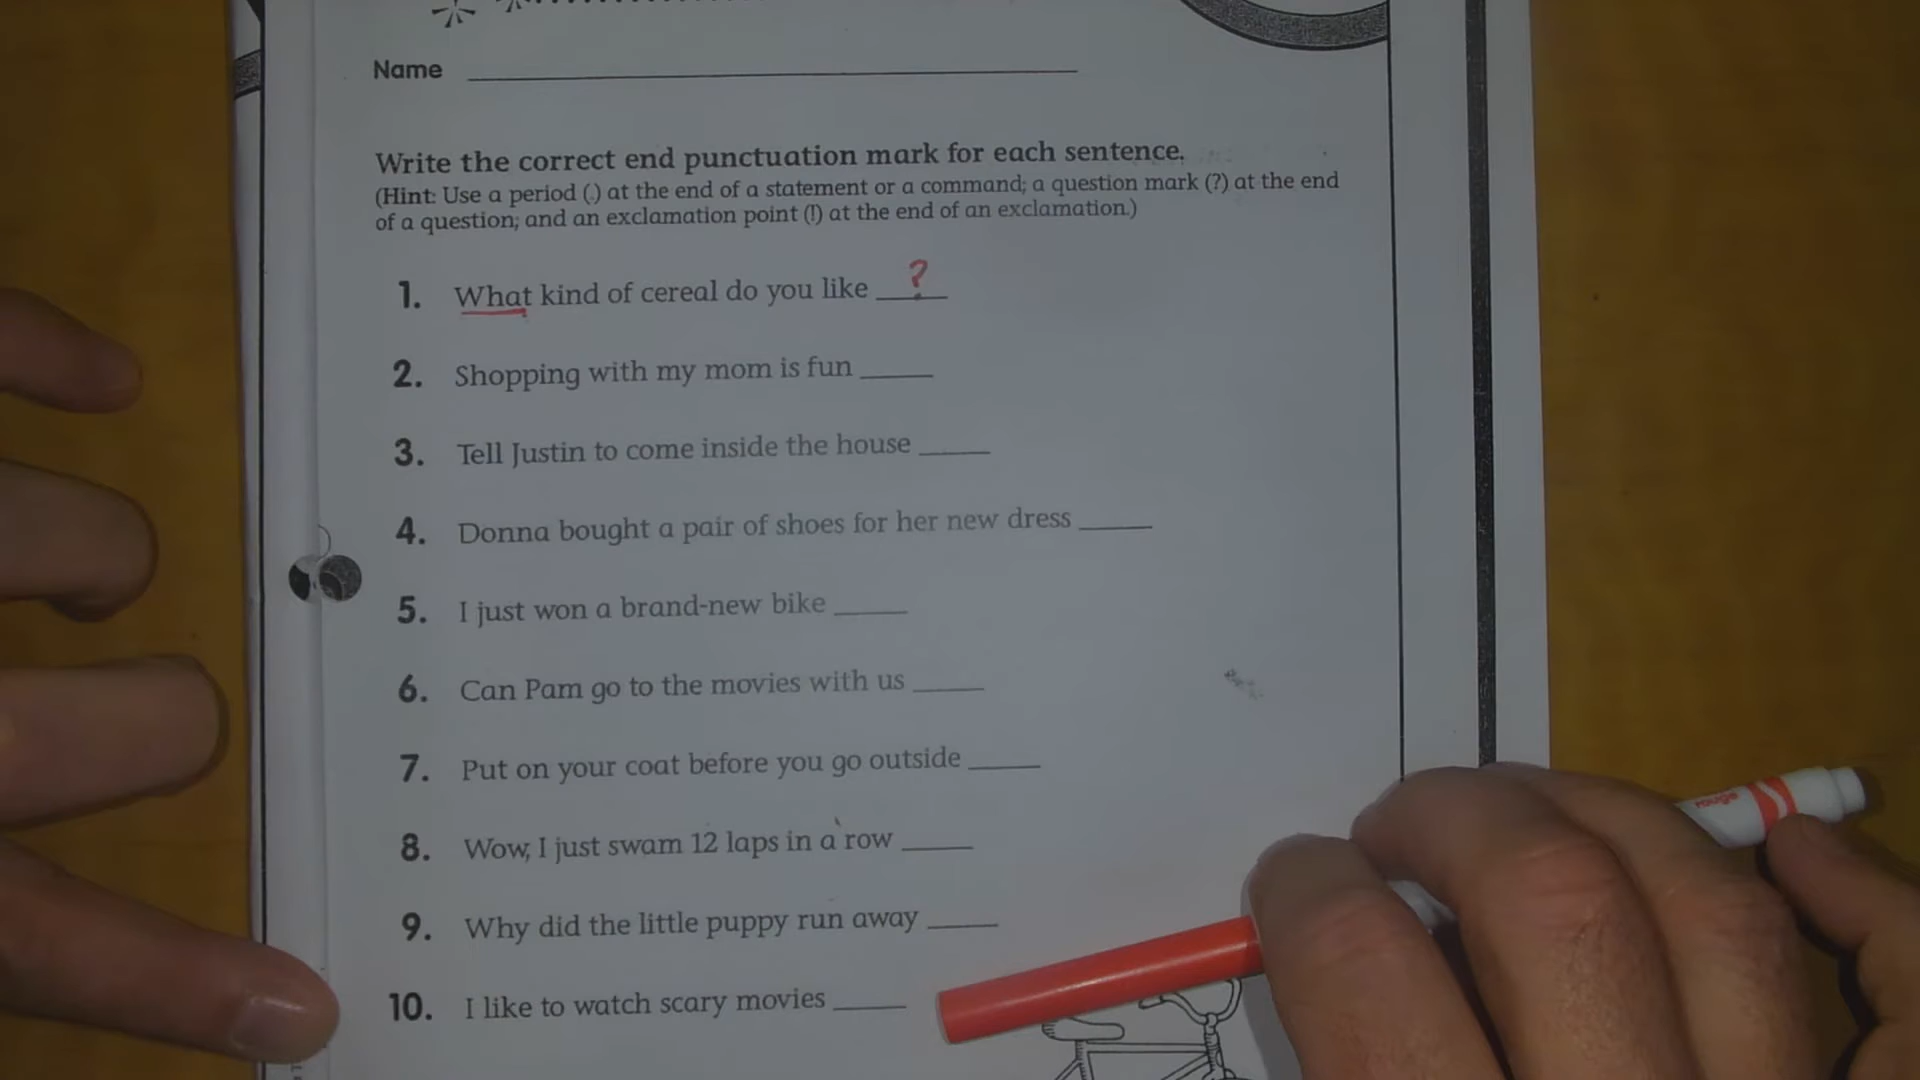 Name
Write the correct end punctuation mark for each sentence.
(Hint: Use a period (.) at the end of a statement or a command; a question mark (?) at the end
of a question; and an exclamation point (!) at the end of an exclamation.)
1. What kind of cereal do you like ?
2. Shopping with my mom is fun
3. Tell Justin to come inside the house
4. Donna bought a pair of shoes for her new dress
5. I just won a brand-new bike
6. Can Pam go to the movies with us
7. Put on your coat before you go outside
8. Wow, I just swam 12 laps in a row
9. Why did the little puppy run away
10. I like to watch scary movies
rouge